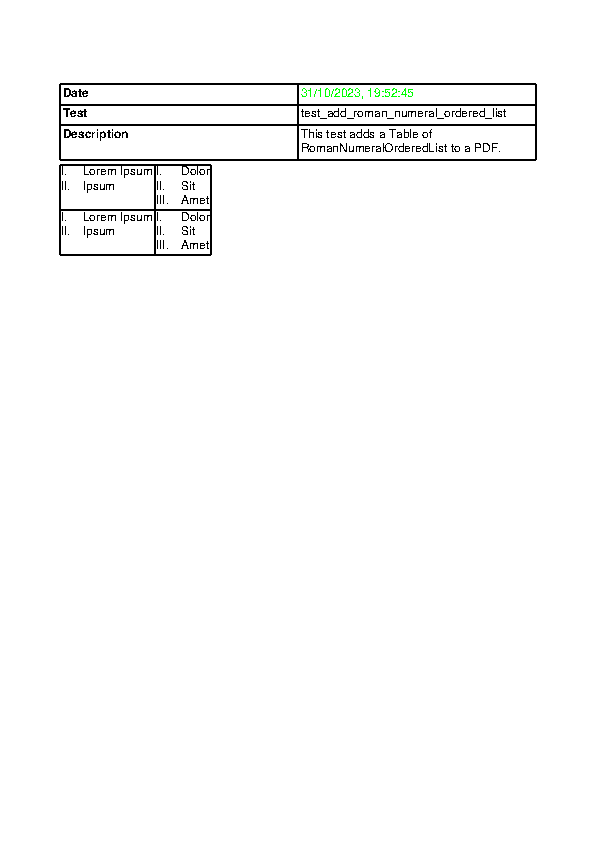 Date 31/10/2023, 19:52:45
Test test_add_roman_numeral_ordered_list
Description This test adds a Table of
RomanNumeralOrderedList to a PDF.
I. Lorem Ipsum I. Dolor
II. Ipsum II. Sit
III. Amet
I. Lorem Ipsum I. Dolor
II. Ipsum II. Sit
III. Amet